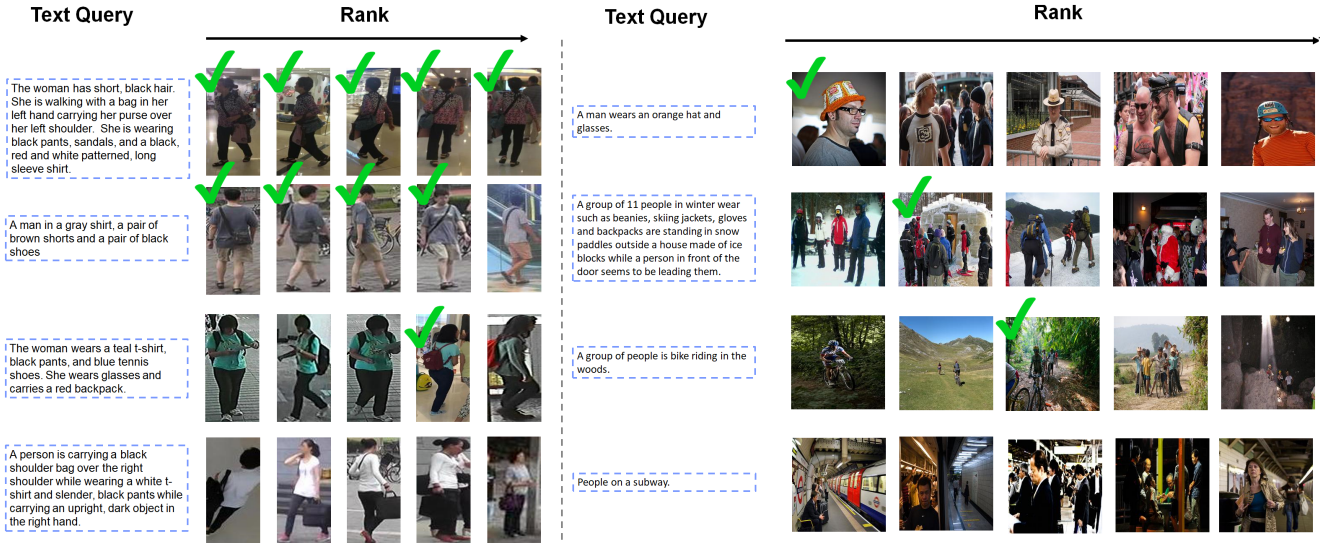 Text Query
Rank
Text Query
Rank
The woman has short, black hair.
She is walking with a bag in her
left hand carrying her purse over
her left shoulder. She is wearing
black pants, sandals, and a black,
red and white patterned, long
sleeve shirt.
A man in a gray shirt, a pair of
brown shorts and a pair of black
shoes
The woman wears a teal t-shirt,
black pants, and blue tennis
shoes. She wears glasses and
carries a red backpack.
A person is carrying a black
shoulder bag over the right
shoulder while wearing a white t-
shirt and slender, black pants while
carrying an upright, dark object in
the right hand.
A man wears an orange hat and
glasses.
A group of 11 people in winter wear
such as beanies, skiing jackets, gloves
and backpacks are standing in snow
paddles outside a house made of ice
blocks while a person in front of the
door seems to be leading them.
A group of people is bike riding in the
woods.
People on a subway.